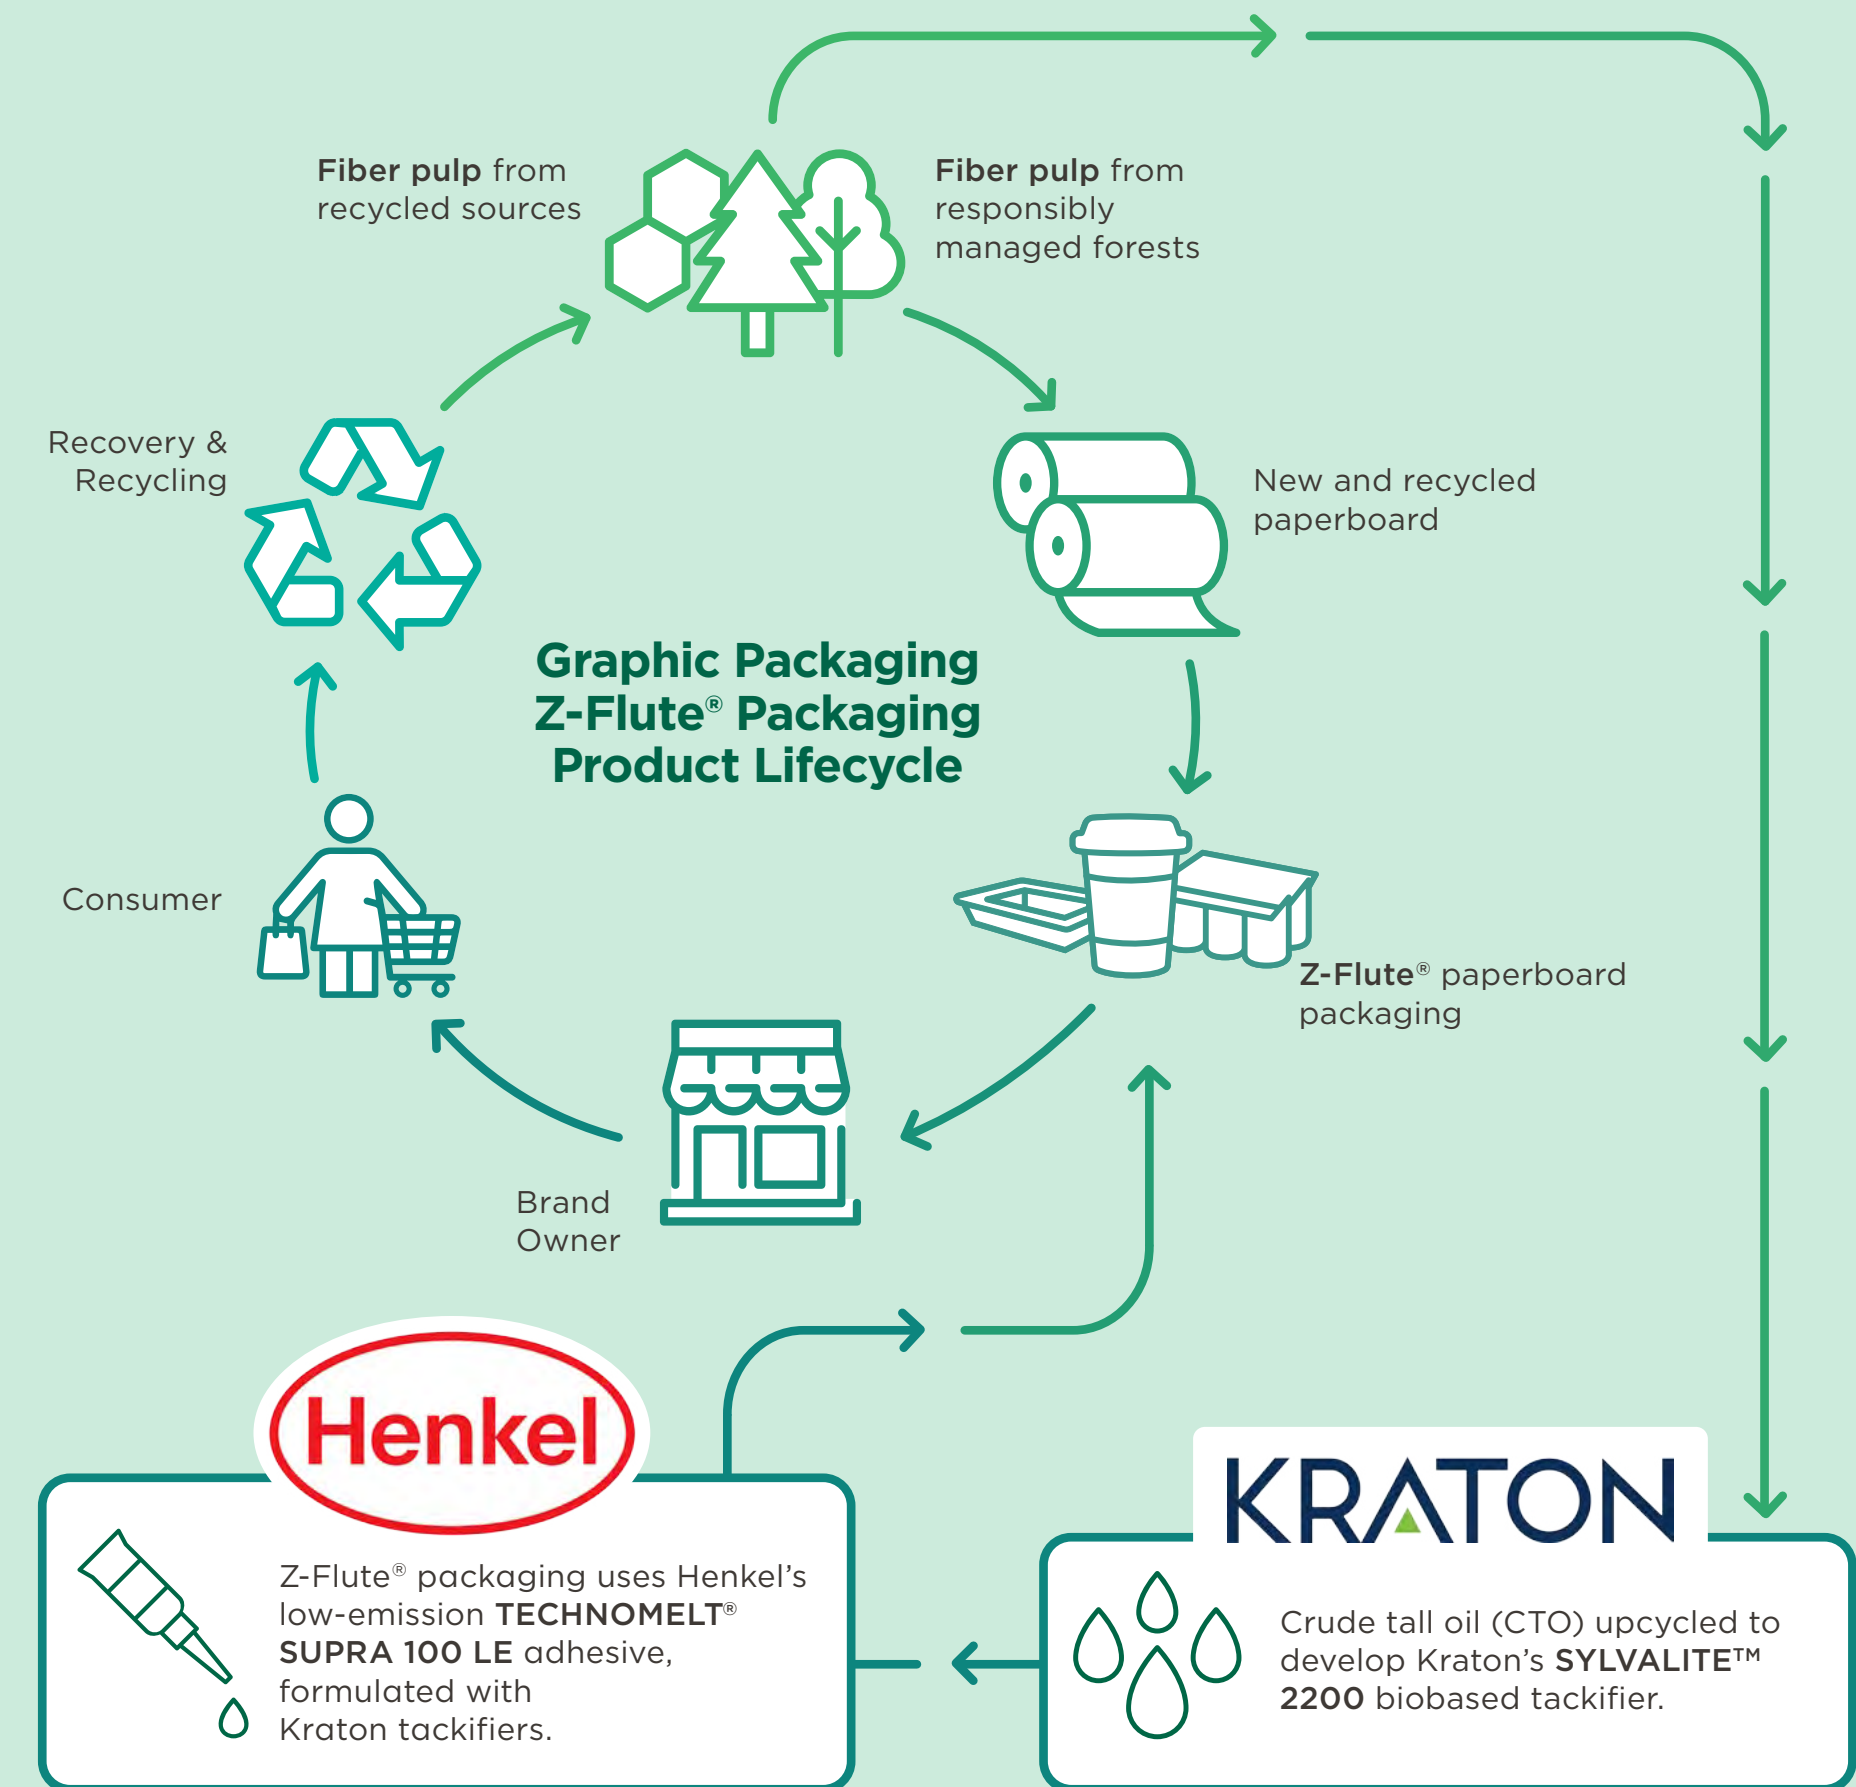 Fiber pulp from
recycled sources
Fiber pulp from
responsibly
managed forests
Recovery &
Recycling
New and recycled
paperboard
Graphic Packaging
Z-Flute® Packaging
Product Lifecycle
Consumer
Z-Flute® paperboard
packaging
Brand
Owner
Henkel
Z-Flute® packaging uses Henkel’s
low-emission TECHNOMELT®
SUPRA 100 LE adhesive,
formulated with
Kraton tackifiers.
KRATON
Crude tall oil (CTO) upcycled to
develop Kraton’s SYLVALITE™
2200 biobased tackifier.